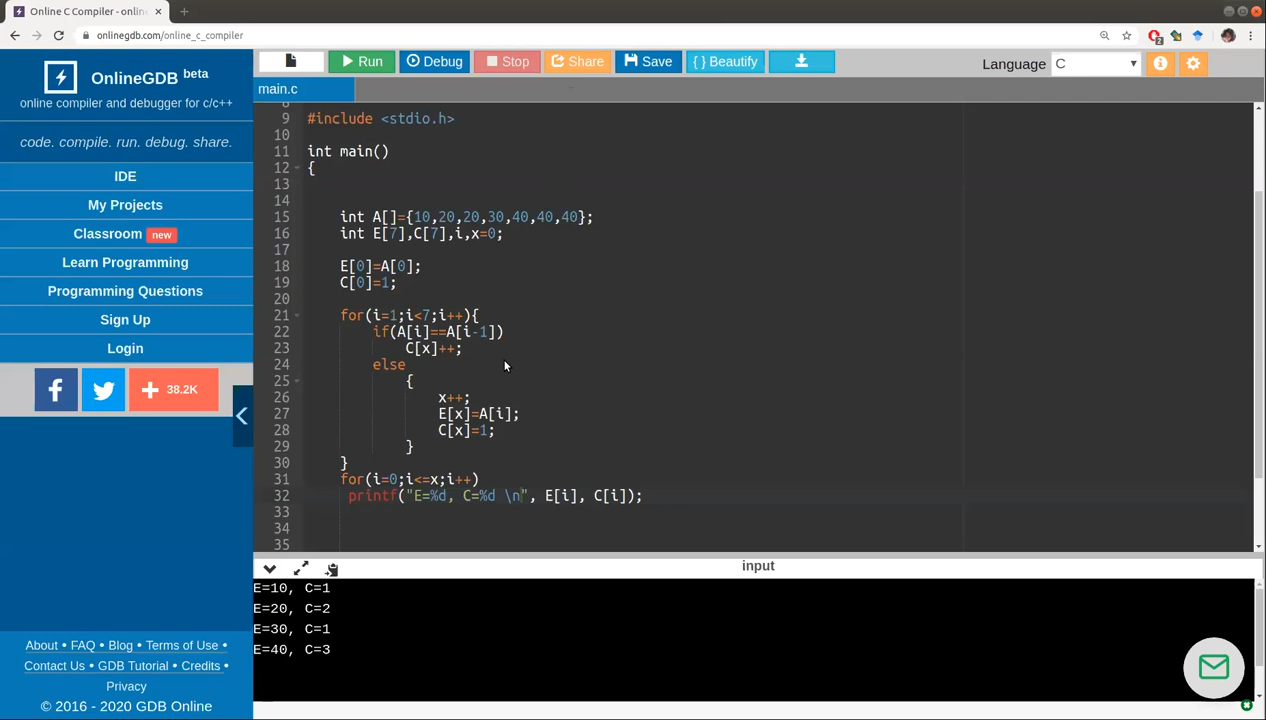 Online C Compiler - onlin
onlinegdb.com/online_c_compiler
2
OnlineGDB beta
online compiler and debugger for c/c++
code. compile. run. debug. share.
IDE
My Projects
Classroom new
Learn Programming
Programming Questions
Sign Up
Login
38.2K
About • FAQ • Blog • Terms of Use •
Contact Us • GDB Tutorial • Credits •
Privacy
© 2016 - 2020 GDB Online
Run Debug Stop Share Save { } Beautify
Language C
main.c
8
9 #include <stdio.h>
10
11 int main()
12 {
13
14
15 int A[]={10,20,20,30,40,40,40};
16 int E[7],C[7],i,x=0;
17
18 E[0]=A[0];
19 C[0]=1;
20
21 for(i=1;i<7;i++){
22 if(A[i]==A[i-1])
23 C[x]++;
24 else
25 {
26 x++;
27 E[x]=A[i];
28 C[x]=1;
29 }
30 }
31 for(i=0;i<=x;i++)
32 printf("E=%d, C=%d \n", E[i], C[i]);
33
34
35
input
E=10, C=1
E=20, C=2
E=30, C=1
E=40, C=3